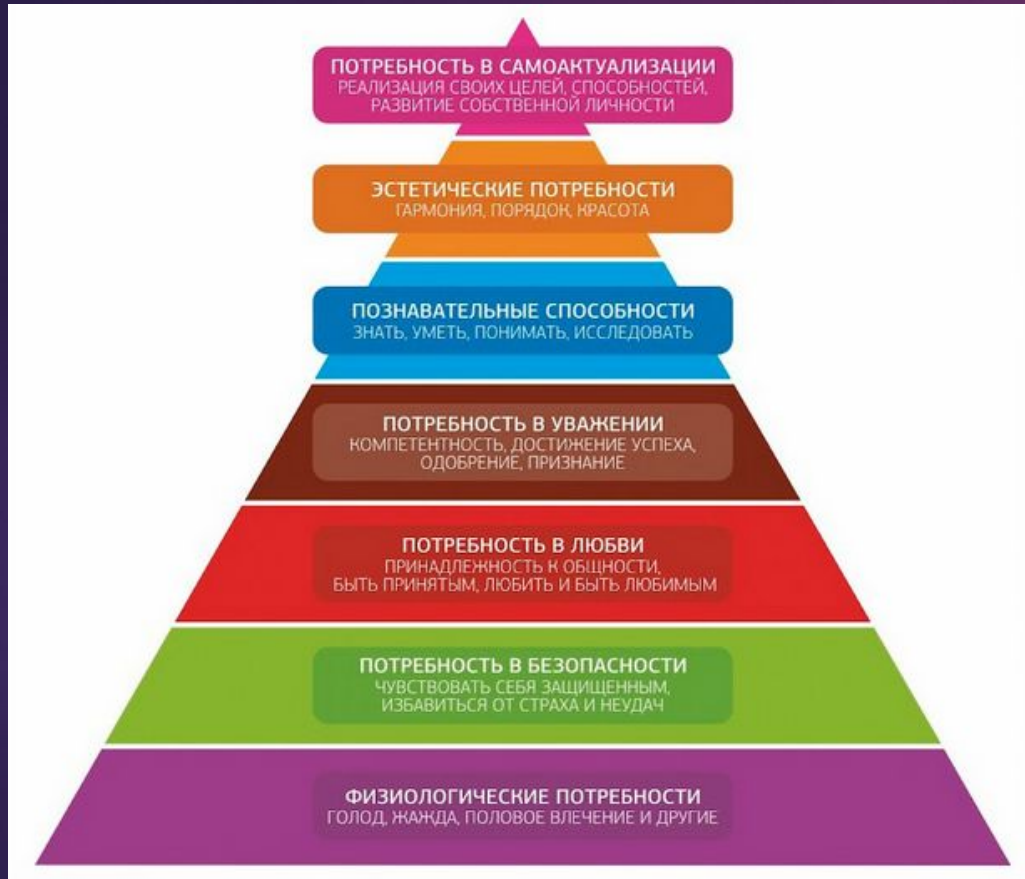 ПОТРЕБНОСТЬ В САМОАКТУАЛИЗАЦИИ
РЕАЛИЗАЦИЯ СВОИХ ЦЕЛЕЙ, СПОСОБНОСТЕЙ,
РАЗВИТИЕ СОБСТВЕННОЙ ЛИЧНОСТИ
ЭСТЕТИЧЕСКИЕ ПОТРЕБНОСТИ
ГАРМОНИЯ, ПОРЯДОК, КРАСОТА
ПОЗНАВАТЕЛЬНЫЕ СПОСОБНОСТИ
ЗНАТЬ, УМЕТЬ, ПОНИМАТЬ, ИССЛЕДОВАТЬ
ПОТРЕБНОСТЬ В УВАЖЕНИИ
КОМПЕТЕНТНОСТЬ, ДОСТИЖЕНИЕ УСПЕХА,
ОДОБРЕНИЕ, ПРИЗНАНИЕ
ПОТРЕБНОСТЬ В ЛЮБВИ
ПРИНАДЛЕЖНОСТЬ К ОБЩНОСТИ,
БЫТЬ ПРИНЯТЫМ, ЛЮБИТЬ И БЫТЬ ЛЮБИМЫМ
ПОТРЕБНОСТЬ В БЕЗОПАСНОСТИ
ЧУВСТВОВАТЬ СЕБЯ ЗАЩИЩЕННЫМ,
ИЗБАВИТЬСЯ ОТ СТРАХА И НЕУДАЧ
ФИЗИОЛОГИЧЕСКИЕ ПОТРЕБНОСТИ
ГОЛОД, ЖАЖДА, ПОЛОВОЕ ВЛЕЧЕНИЕ И ДРУГИЕ